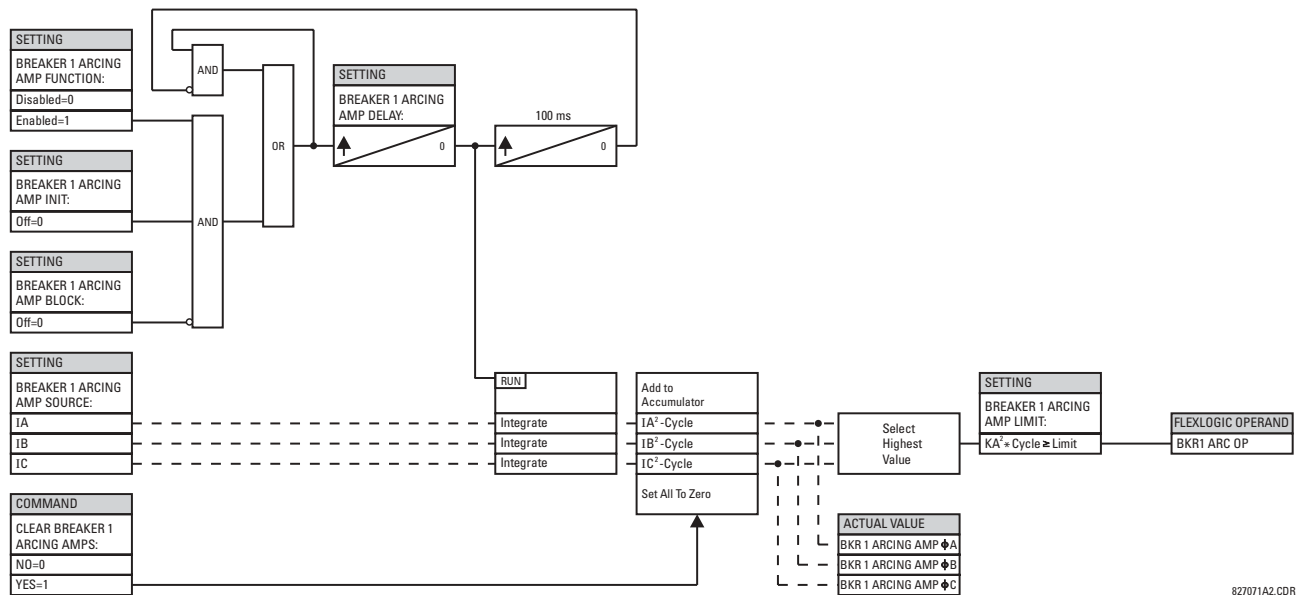 SETTING
BREAKER 1 ARCING
AMP FUNCTION:
Disabled=0
Enabled=1
SETTING
BREAKER 1 ARCING
AMP INIT:
Off=0
SETTING
BREAKER 1 ARCING
AMP BLOCK:
Off=0
SETTING
BREAKER 1 ARCING
AMP SOURCE:
IA
IB
IC
COMMAND
CLEAR BREAKER 1
ARCING AMPS:
NO=0
YES=1
AND
AND
OR
SETTING
BREAKER 1 ARCING
AMP DELAY:
0
100 ms
0
RUN
Integrate
Integrate
Integrate
Add to
Accumulator
IA²-Cycle
IB²-Cycle
IC²-Cycle
Set All To Zero
Select
Highest
Value
SETTING
BREAKER 1 ARCING
AMP LIMIT:
KA²*Cycle≥Limit
FLEXLOGIC OPERAND
BKR1 ARC OP
ACTUAL VALUE
BKR 1 ARCING AMP ϕA
BKR 1 ARCING AMP ϕB
BKR 1 ARCING AMP ϕC
827071A2.CDR